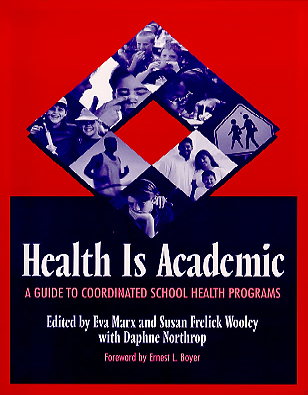 Health Is Academic
A GUIDE TO COORDINATED SCHOOL HEALTH PROGRAMS
Edited by Eva Marx and Susan Frelick Wooley
with Daphne Northrop
Foreword by Ernest L. Boyer